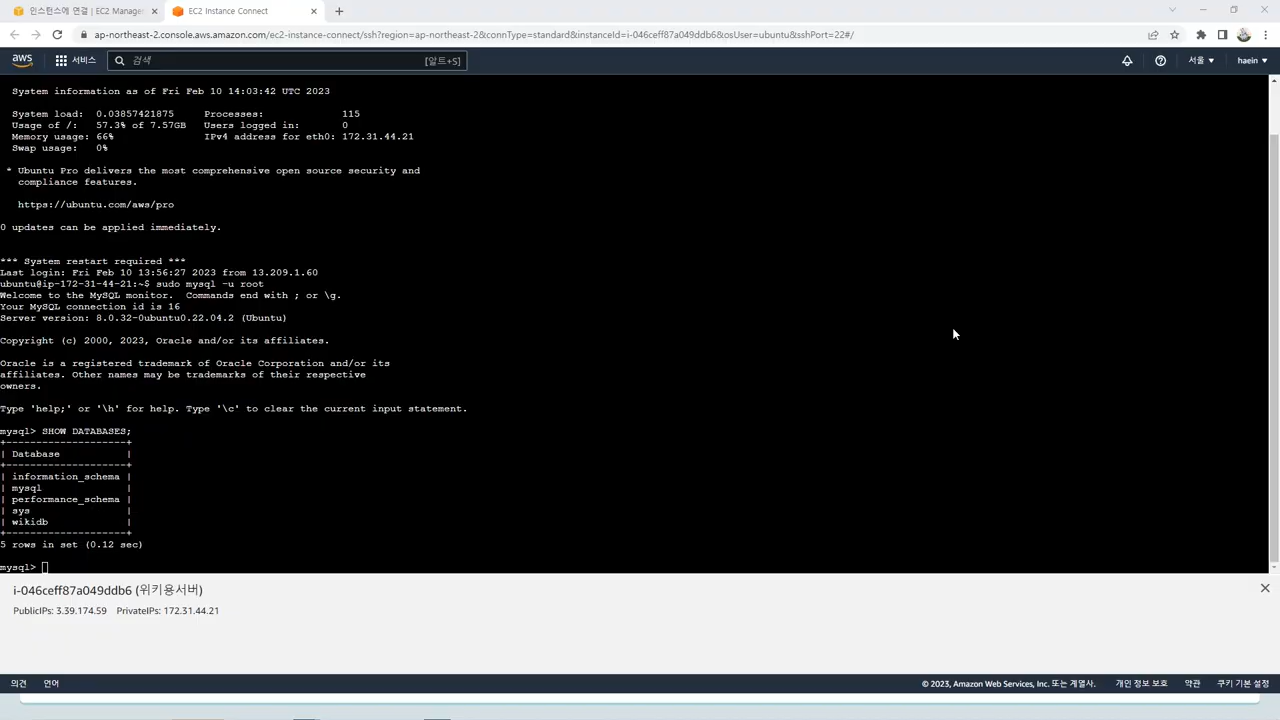 인스턴스에 연결 | EC2 Manage
EC2 Instance Connect
ap-northeast-2.console.aws.amazon.com/ec2-instance-connect/ssh?region=ap-northeast-2&connType=standard&instanceId=i-046ceff87a049ddb6&osUser=ubuntu&sshPort=22#/
aws 서비스 검색 [알트+S] 서울 haein
System information as of Fri Feb 10 14:03:42 UTC 2023
System load: 0.03857421875 Processes: 115
Usage of /: 57.3% of 7.57GB Users logged in: 0
Memory usage: 66% IPv4 address for eth0: 172.31.44.21
Swap usage: 0%
* Ubuntu Pro delivers the most comprehensive open source security and
compliance features.
https://ubuntu.com/aws/pro
0 updates can be applied immediately.
*** System restart required ***
Last login: Fri Feb 10 13:56:27 2023 from 13.209.1.60
ubuntu@ip-172-31-44-21:~$ sudo mysql -u root
Welcome to the MySQL monitor. Commands end with ; or \g.
Your MySQL connection id is 16
Server version: 8.0.32-0ubuntu0.22.04.2 (Ubuntu)
Copyright (c) 2000, 2023, Oracle and/or its affiliates.
Oracle is a registered trademark of Oracle Corporation and/or its
affiliates. Other names may be trademarks of their respective
owners.
Type 'help;' or '\h' for help. Type '\c' to clear the current input statement.
mysql> SHOW DATABASES;
+--------------------+
| Database           |
+--------------------+
| information_schema |
| mysql              |
| performance_schema |
| sys                |
| wikidb             |
+--------------------+
5 rows in set (0.12 sec)
mysql>
i-046ceff87a049ddb6 (위키용서버)
PublicIPs: 3.39.174.59 PrivateIPs: 172.31.44.21
의견 언어 © 2023, Amazon Web Services, Inc. 또는 계열사. 개인 정보 보호 약관 쿠키 기본 설정